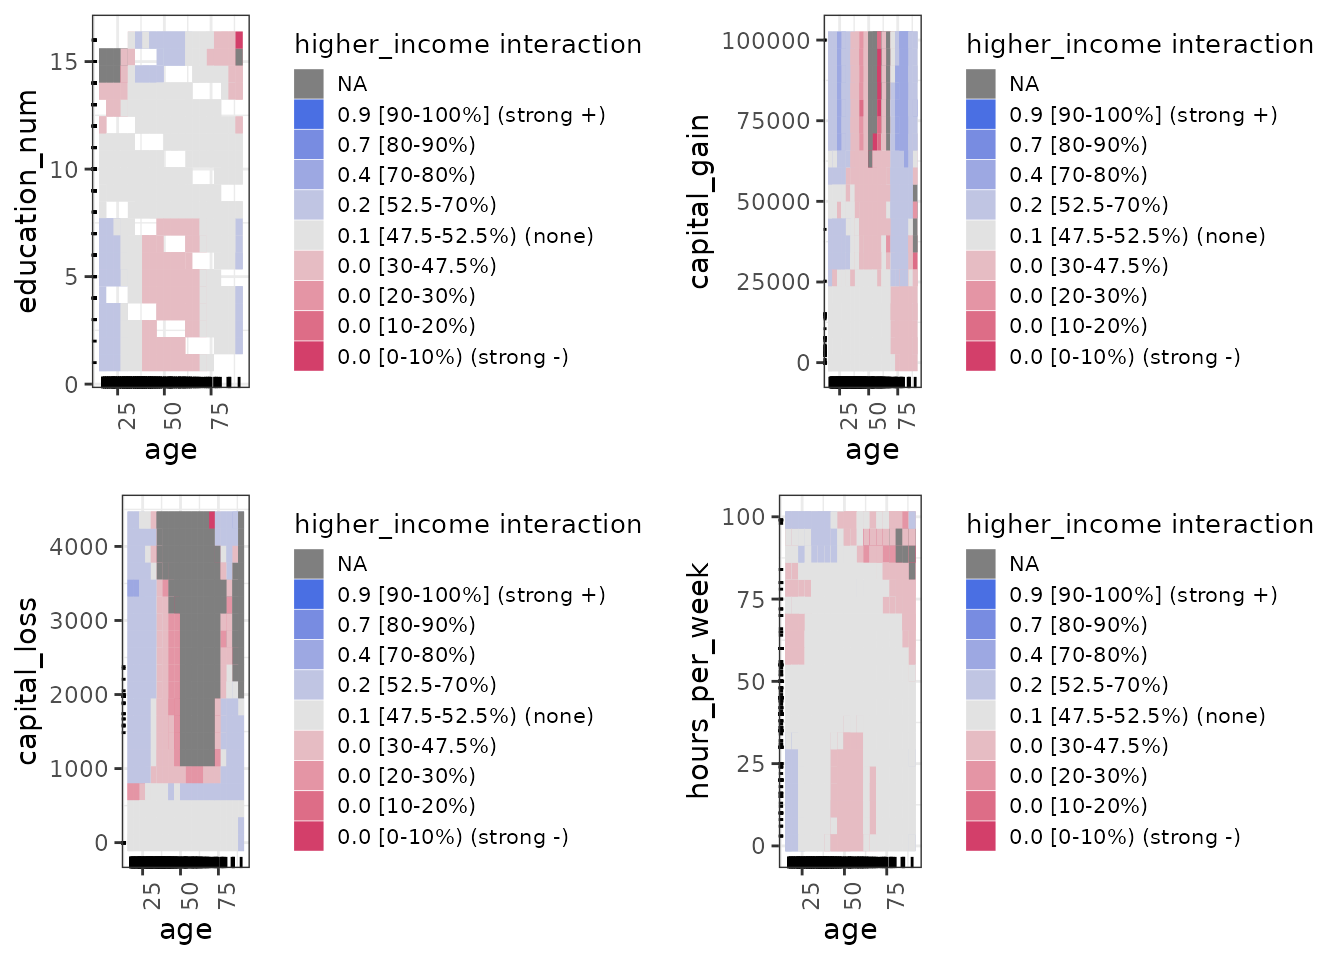 higher_income interaction
NA
0.9 [90-100%] (strong +)
0.7 [80-90%)
0.4 [70-80%)
0.2 [52.5-70%)
0.1 [47.5-52.5%) (none)
0.0 [30-47.5%)
0.0 [20-30%)
0.0 [10-20%)
0.0 [0-10%) (strong -)
education_num
15
10
5
0
25
50
75
age
higher_income interaction
NA
0.9 [90-100%] (strong +)
0.7 [80-90%)
0.4 [70-80%)
0.2 [52.5-70%)
0.1 [47.5-52.5%) (none)
0.0 [30-47.5%)
0.0 [20-30%)
0.0 [10-20%)
0.0 [0-10%) (strong -)
capital_gain
100000
75000
50000
25000
0
25
50
75
age
higher_income interaction
NA
0.9 [90-100%] (strong +)
0.7 [80-90%)
0.4 [70-80%)
0.2 [52.5-70%)
0.1 [47.5-52.5%) (none)
0.0 [30-47.5%)
0.0 [20-30%)
0.0 [10-20%)
0.0 [0-10%) (strong -)
capital_loss
4000
3000
2000
1000
0
25
50
75
age
higher_income interaction
NA
0.9 [90-100%] (strong +)
0.7 [80-90%)
0.4 [70-80%)
0.2 [52.5-70%)
0.1 [47.5-52.5%) (none)
0.0 [30-47.5%)
0.0 [20-30%)
0.0 [10-20%)
0.0 [0-10%) (strong -)
hours_per_week
100
75
50
25
0
25
50
75
age